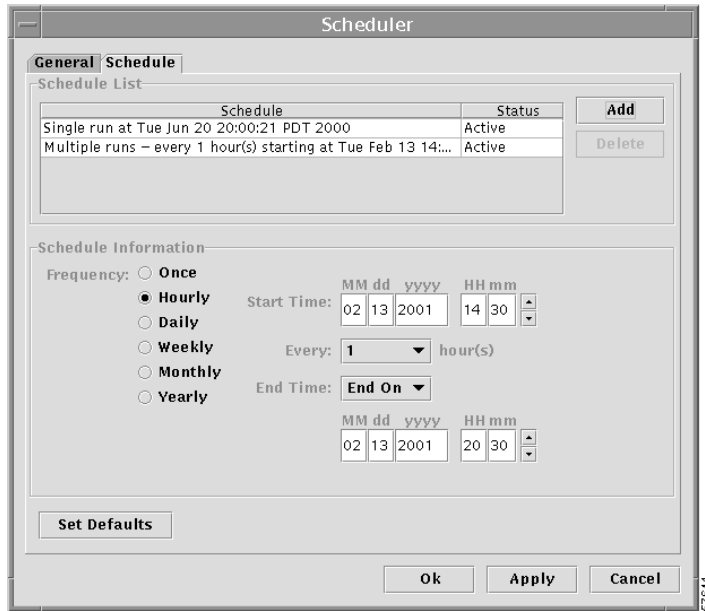 Scheduler
General Schedule
Schedule List
Schedule Status
Single run at Tue Jun 20 20:00:21 PDT 2000 Active
Multiple runs – every 1 hour(s) starting at Tue Feb 13 14:... Active
Add
Delete
Schedule Information
Frequency:
Once
Hourly
Daily
Weekly
Monthly
Yearly
MM dd yyyy HH mm
Start Time: 02 13 2001 14 30
Every: 1 hour(s)
End Time: End On
MM dd yyyy HH mm
02 13 2001 20 30
Set Defaults
Ok Apply Cancel